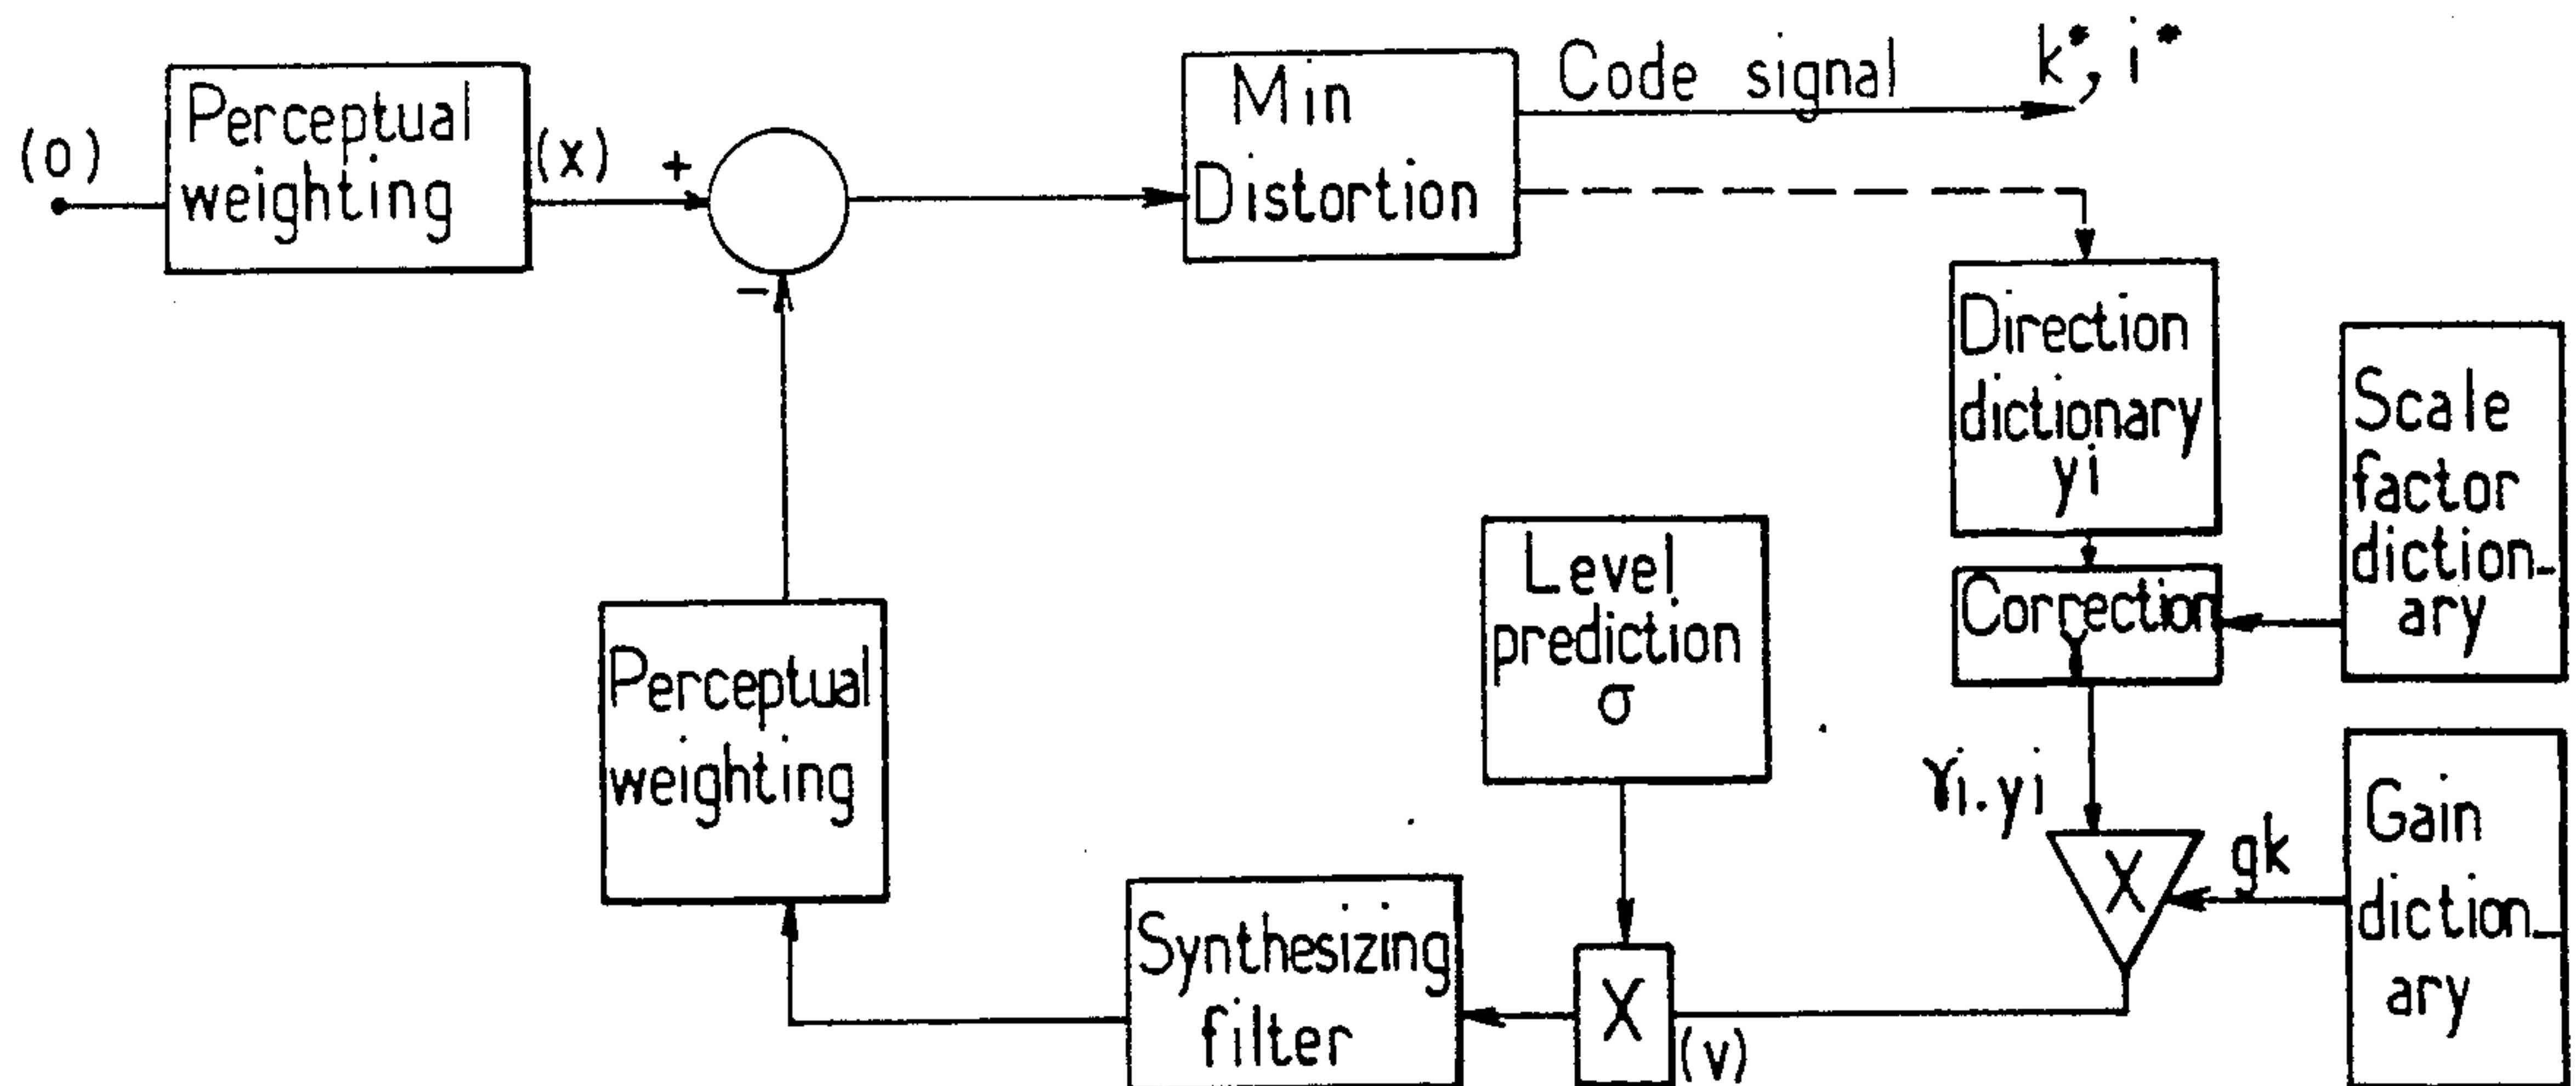 (o)
Perceptual
weighting
(x)
+
-
Min
Distortion
Code signal
k*, i*
Direction
dictionary
yi
Scale
factor
diction-
ary
Correction
γ
γi.yi
X
gk
Gain
diction-
ary
Level
prediction
σ
X
(v)
Synthesizing
filter
Perceptual
weighting